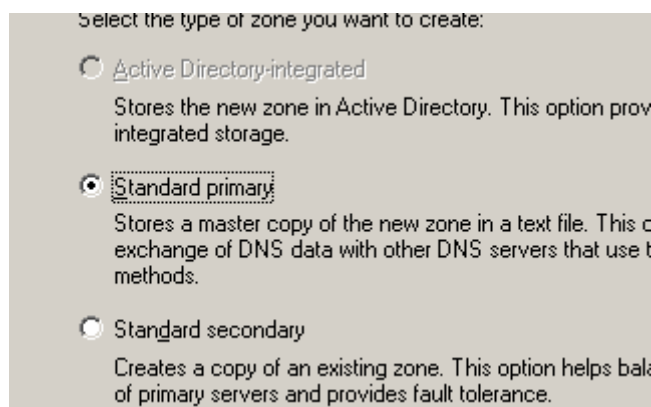 Select the type of zone you want to create:
Active Directory-integrated
Stores the new zone in Active Directory. This option prov
integrated storage.
Standard primary
Stores a master copy of the new zone in a text file. This
exchange of DNS data with other DNS servers that use
methods.
Standard secondary
Creates a copy of an existing zone. This option helps bala
of primary servers and provides fault tolerance.